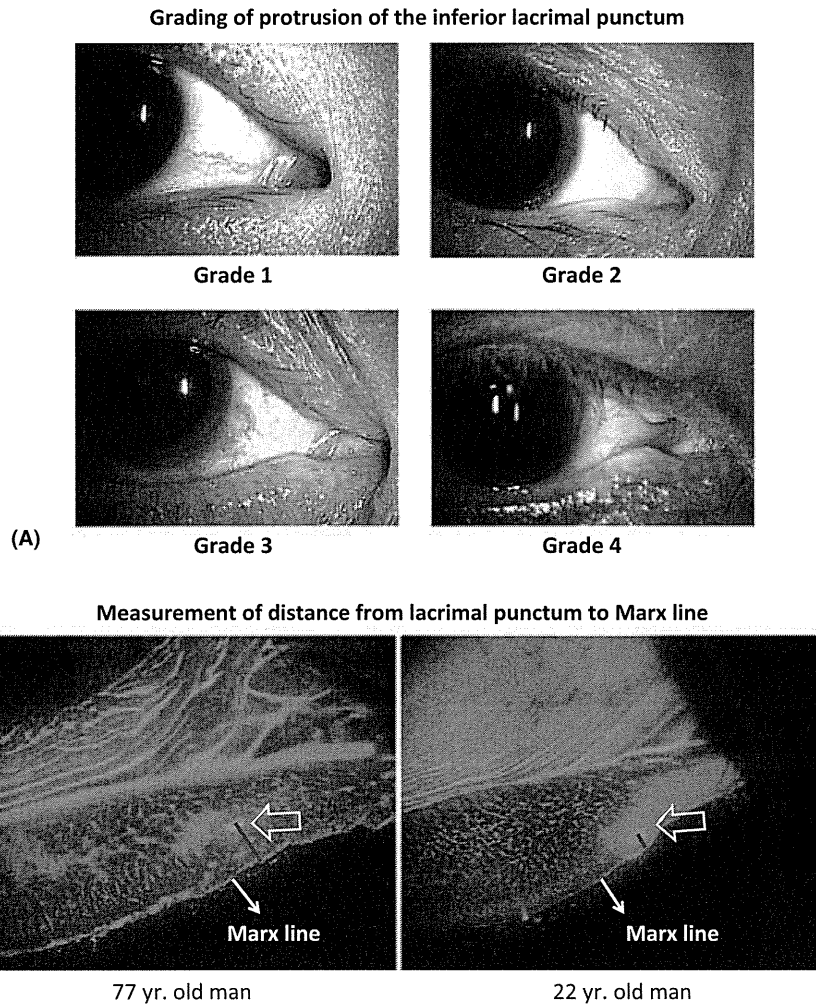 Grading of protrusion of the inferior lacrimal punctum
Grade 1
Grade 2
Grade 3
Grade 4
(A)
Measurement of distance from lacrimal punctum to Marx line
Marx line
Marx line
77 yr. old man
22 yr. old man